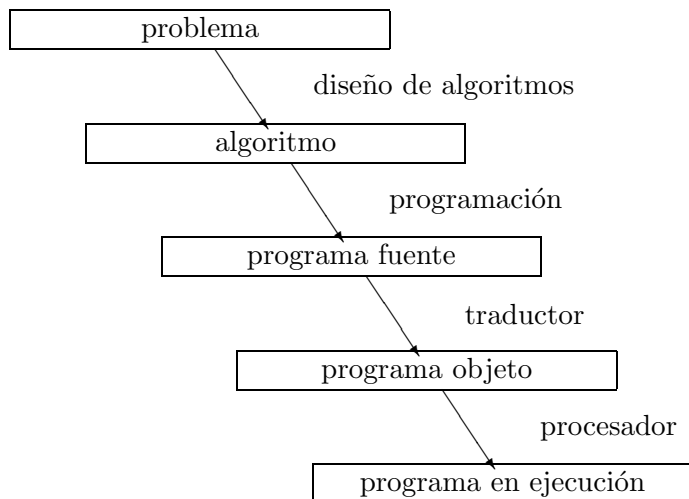 problema
diseño de algoritmos
algoritmo
programación
programa fuente
traductor
programa objeto
procesador
programa en ejecución